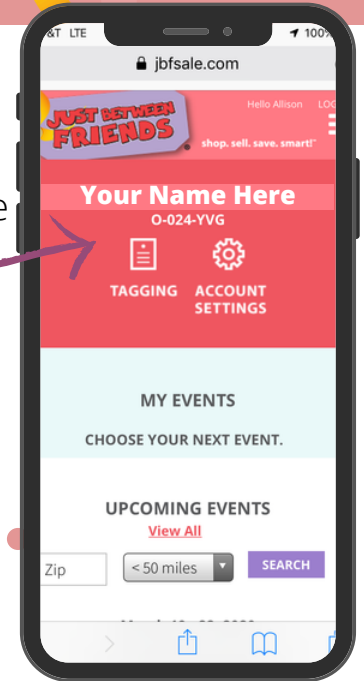 &T LTE
100%
jbfsale.com
Hello Allison LOG
JUST BETWEEN
FRIENDS
shop. sell. save. smart!™
Your Name Here
O-024-YVG
TAGGING
ACCOUNT
SETTINGS
MY EVENTS
CHOOSE YOUR NEXT EVENT.
UPCOMING EVENTS
View All
Zip
< 50 miles
SEARCH